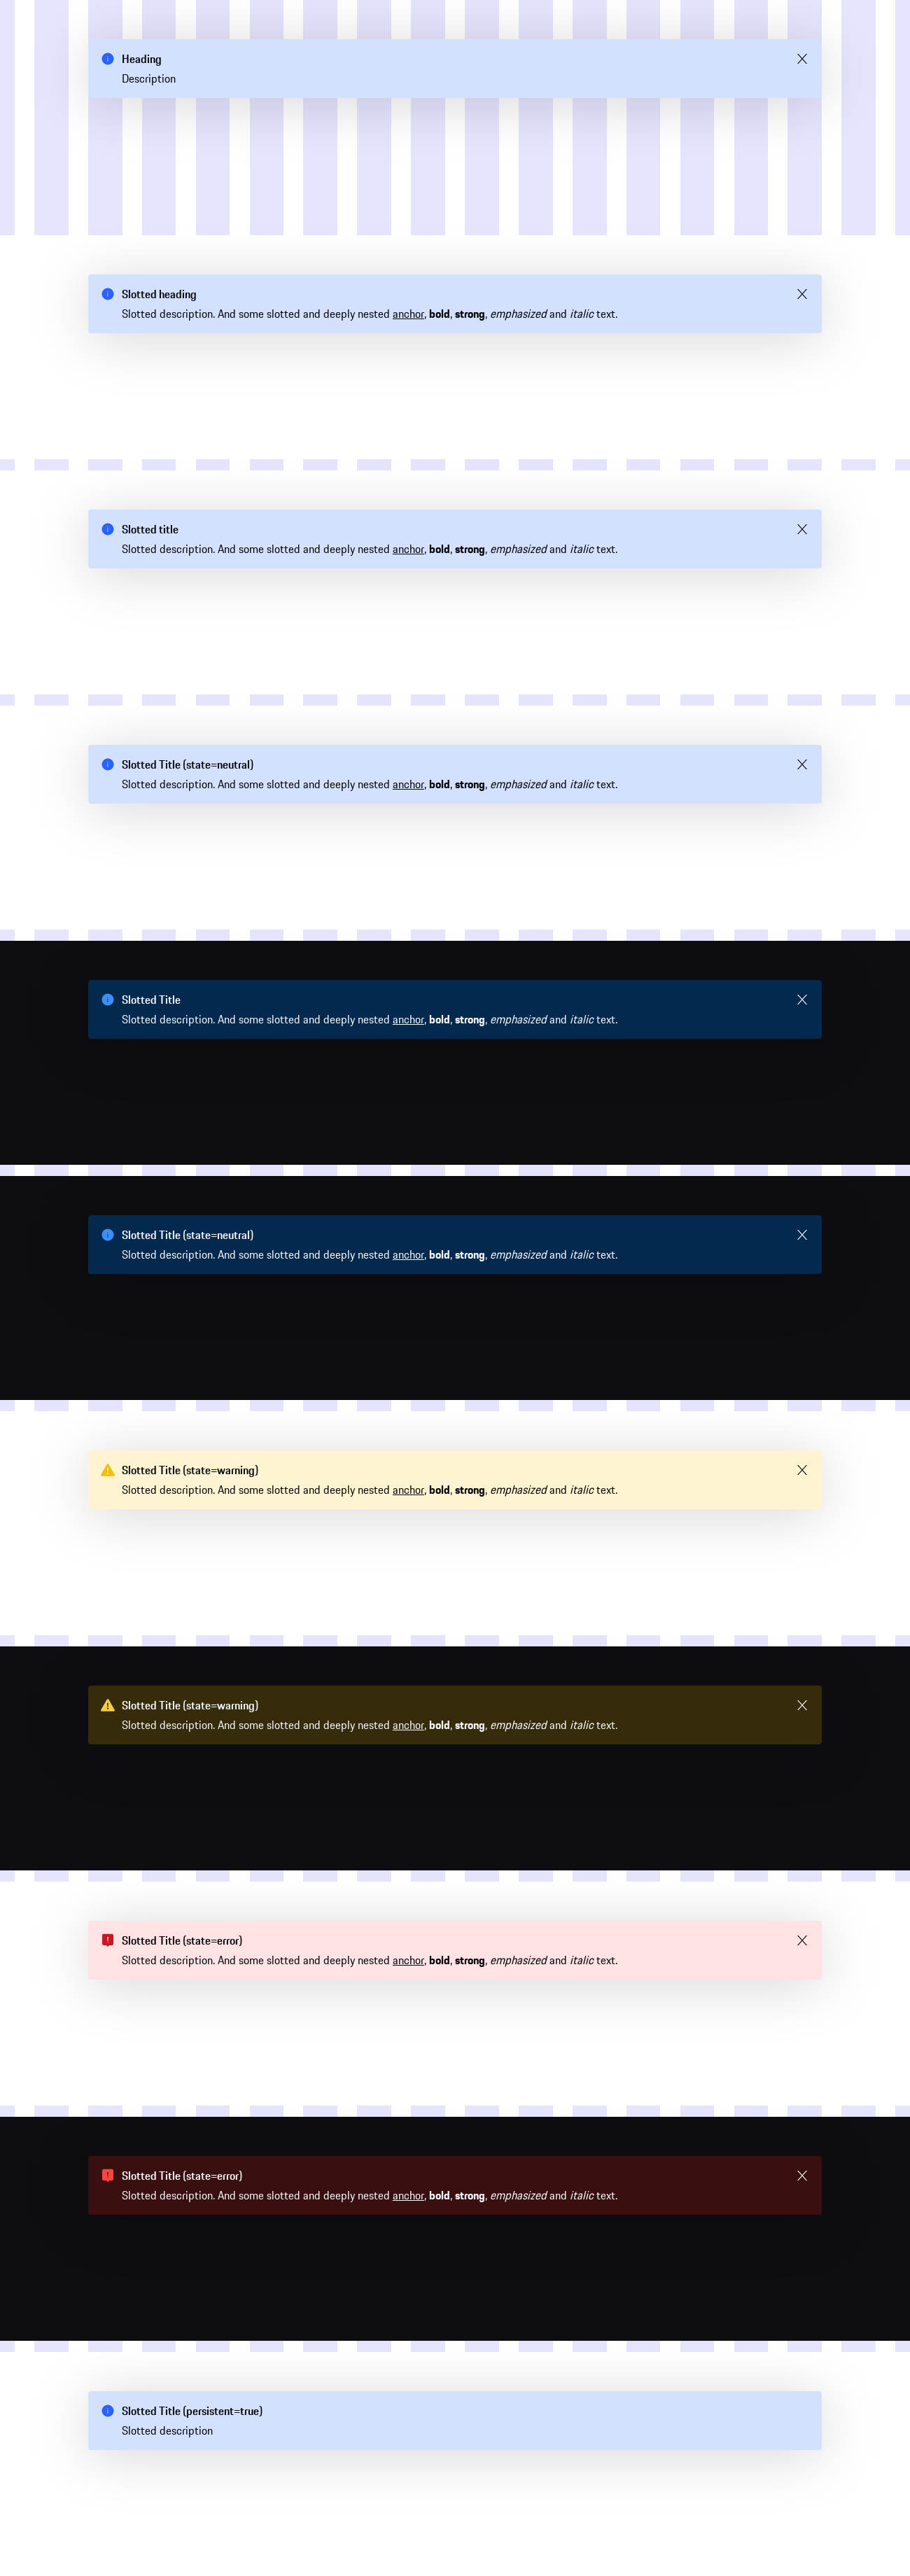 Heading
Description
Slotted heading
Slotted description. And some slotted and deeply nested anchor, bold, strong, emphasized and italic text.
Slotted title
Slotted description. And some slotted and deeply nested anchor, bold, strong, emphasized and italic text.
Slotted Title (state=neutral)
Slotted description. And some slotted and deeply nested anchor, bold, strong, emphasized and italic text.
Slotted Title
Slotted description. And some slotted and deeply nested anchor, bold, strong, emphasized and italic text.
Slotted Title (state=neutral)
Slotted description. And some slotted and deeply nested anchor, bold, strong, emphasized and italic text.
Slotted Title (state=warning)
Slotted description. And some slotted and deeply nested anchor, bold, strong, emphasized and italic text.
Slotted Title (state=warning)
Slotted description. And some slotted and deeply nested anchor, bold, strong, emphasized and italic text.
Slotted Title (state=error)
Slotted description. And some slotted and deeply nested anchor, bold, strong, emphasized and italic text.
Slotted Title (state=error)
Slotted description. And some slotted and deeply nested anchor, bold, strong, emphasized and italic text.
Slotted Title (persistent=true)
Slotted description